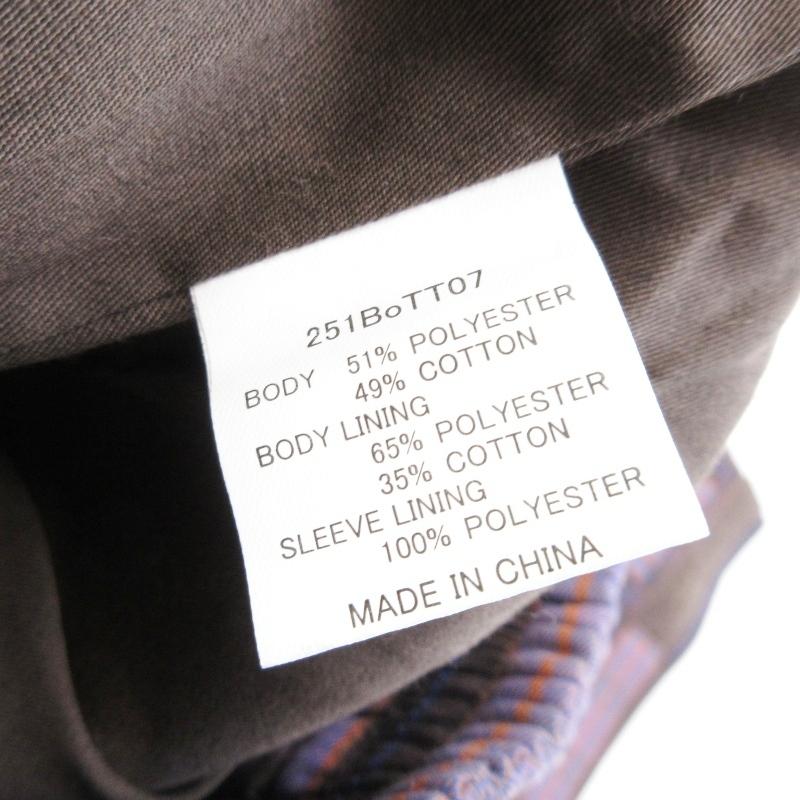 251BoTT07
BODY 51% POLYESTER
49% COTTON
BODY LINING
65% POLYESTER
35% COTTON
SLEEVE LINING
100% POLYESTER
MADE IN CHINA